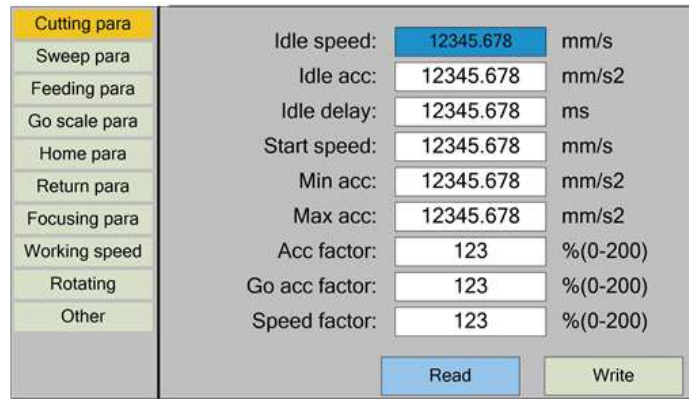 Cutting para
Sweep para
Feeding para
Go scale para
Home para
Return para
Focusing para
Working speed
Rotating
Other
Idle speed: 12345.678 mm/s
Idle acc: 12345.678 mm/s2
Idle delay: 12345.678 ms
Start speed: 12345.678 mm/s
Min acc: 12345.678 mm/s2
Max acc: 12345.678 mm/s2
Acc factor: 123 %(0-200)
Go acc factor: 123 %(0-200)
Speed factor: 123 %(0-200)
Read Write